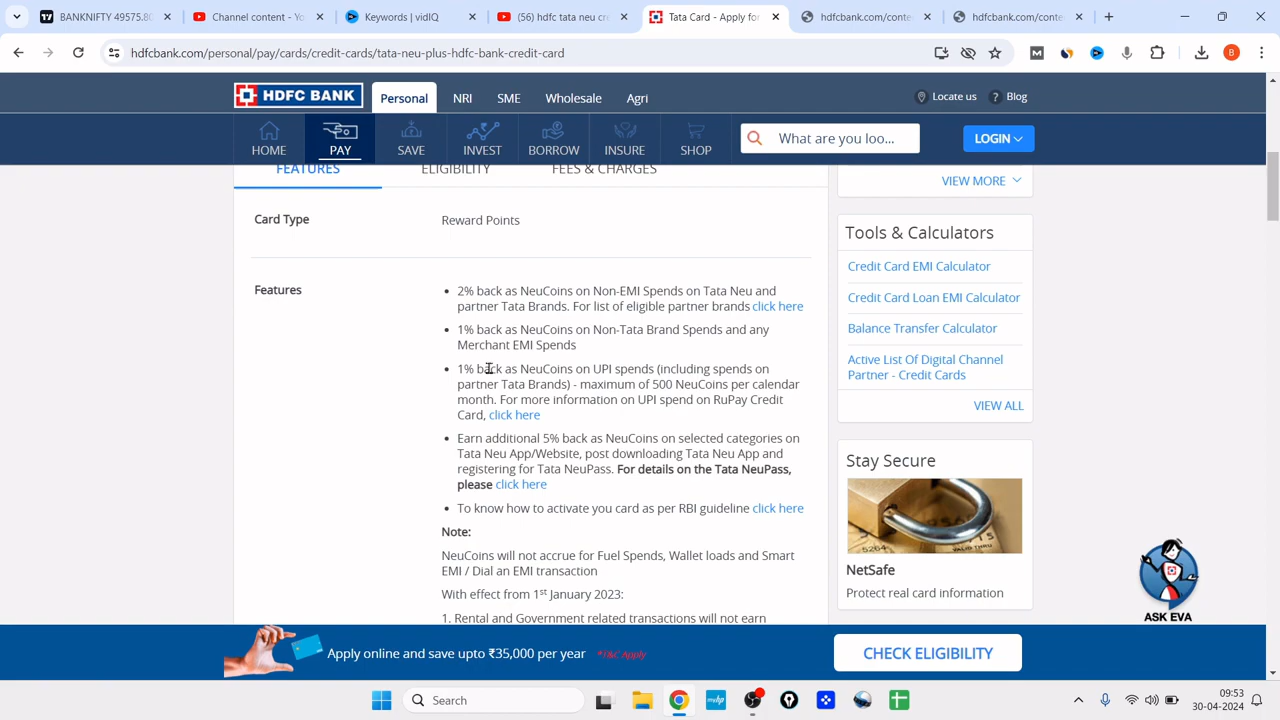 BANKNIFTY 49575.80
Channel content - Yo
Keywords | vidIQ
(56) hdfc tata neu cre
Tata Card - Apply for
hdfcbank.com/conte
hdfcbank.com/conte
hdfcbank.com/personal/pay/cards/credit-cards/tata-neu-plus-hdfc-bank-credit-card
HDFC BANK
Personal
NRI
SME
Wholesale
Agri
Locate us
Blog
HOME
PAY
SAVE
INVEST
BORROW
INSURE
SHOP
What are you loo...
LOGIN
FEATURES
ELIGIBILITY
FEES & CHARGES
VIEW MORE
Card Type
Reward Points
Features
2% back as NeuCoins on Non-EMI Spends on Tata Neu and
partner Tata Brands. For list of eligible partner brands click here
1% back as NeuCoins on Non-Tata Brand Spends and any
Merchant EMI Spends
1% back as NeuCoins on UPI spends (including spends on
partner Tata Brands) - maximum of 500 NeuCoins per calendar
month. For more information on UPI spend on RuPay Credit
Card, click here
Earn additional 5% back as NeuCoins on selected categories on
Tata Neu App/Website, post downloading Tata Neu App and
registering for Tata NeuPass. For details on the Tata NeuPass,
please click here
To know how to activate you card as per RBI guideline click here
Note:
NeuCoins will not accrue for Fuel Spends, Wallet loads and Smart
EMI / Dial an EMI transaction
With effect from 1st January 2023:
1. Rental and Government related transactions will not earn
Tools & Calculators
Credit Card EMI Calculator
Credit Card Loan EMI Calculator
Balance Transfer Calculator
Active List Of Digital Channel
Partner - Credit Cards
VIEW ALL
Stay Secure
NetSafe
Protect real card information
ASK EVA
Apply online and save upto ₹35,000 per year
*T&C Apply
CHECK ELIGIBILITY
Search
09:53
30-04-2024